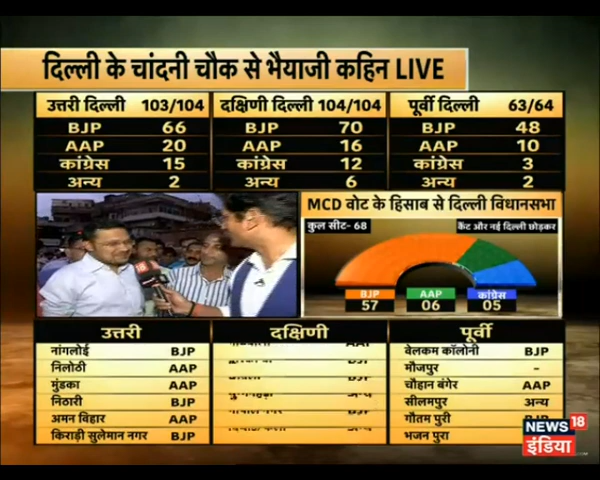 दिल्ली के चांदनी चौक से भैयाजी कहिन LIVE
उत्तरी दिल्ली 103/104
BJP 66
AAP 20
कांग्रेस 15
अन्य 2
दक्षिणी दिल्ली 104/104
BJP 70
AAP 16
कांग्रेस 12
अन्य 6
पूर्वी दिल्ली 63/64
BJP 48
AAP 10
कांग्रेस 3
अन्य 2
MCD वोट के हिसाब से दिल्ली विधानसभा
कुल सीट- 68
कैंट और नई दिल्ली छोड़कर
BJP AAP कांग्रेस
57 06 05
उत्तरी
नांगलोई BJP
निलोठी AAP
मुंडका AAP
निठारी BJP
अमन विहार AAP
किराड़ी सुलेमान नगर BJP
दक्षिणी
पूर्वी
वेलकम कॉलोनी BJP
मौजपुर -
चौहान बंगेर AAP
सीलमपुर अन्य
गौतम पुरी BJP
भजन पुरा
NEWS 18
इंडिया